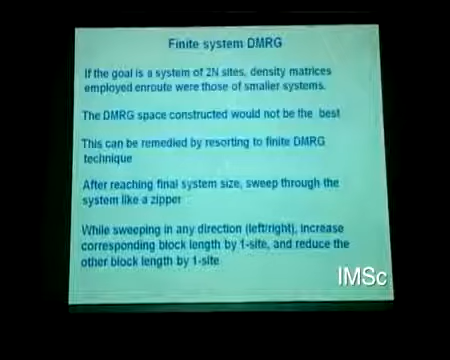 Finite system DMRG
If the goal is a system of 2N sites, density matrices
employed enroute were those of smaller systems.
The DMRG space constructed would not be the best
This can be remedied by resorting to finite DMRG
technique
After reaching final system size, sweep through the
system like a zipper
While sweeping in any direction (left/right), increase
corresponding block length by 1-site, and reduce the
other block length by 1-site
IMSc